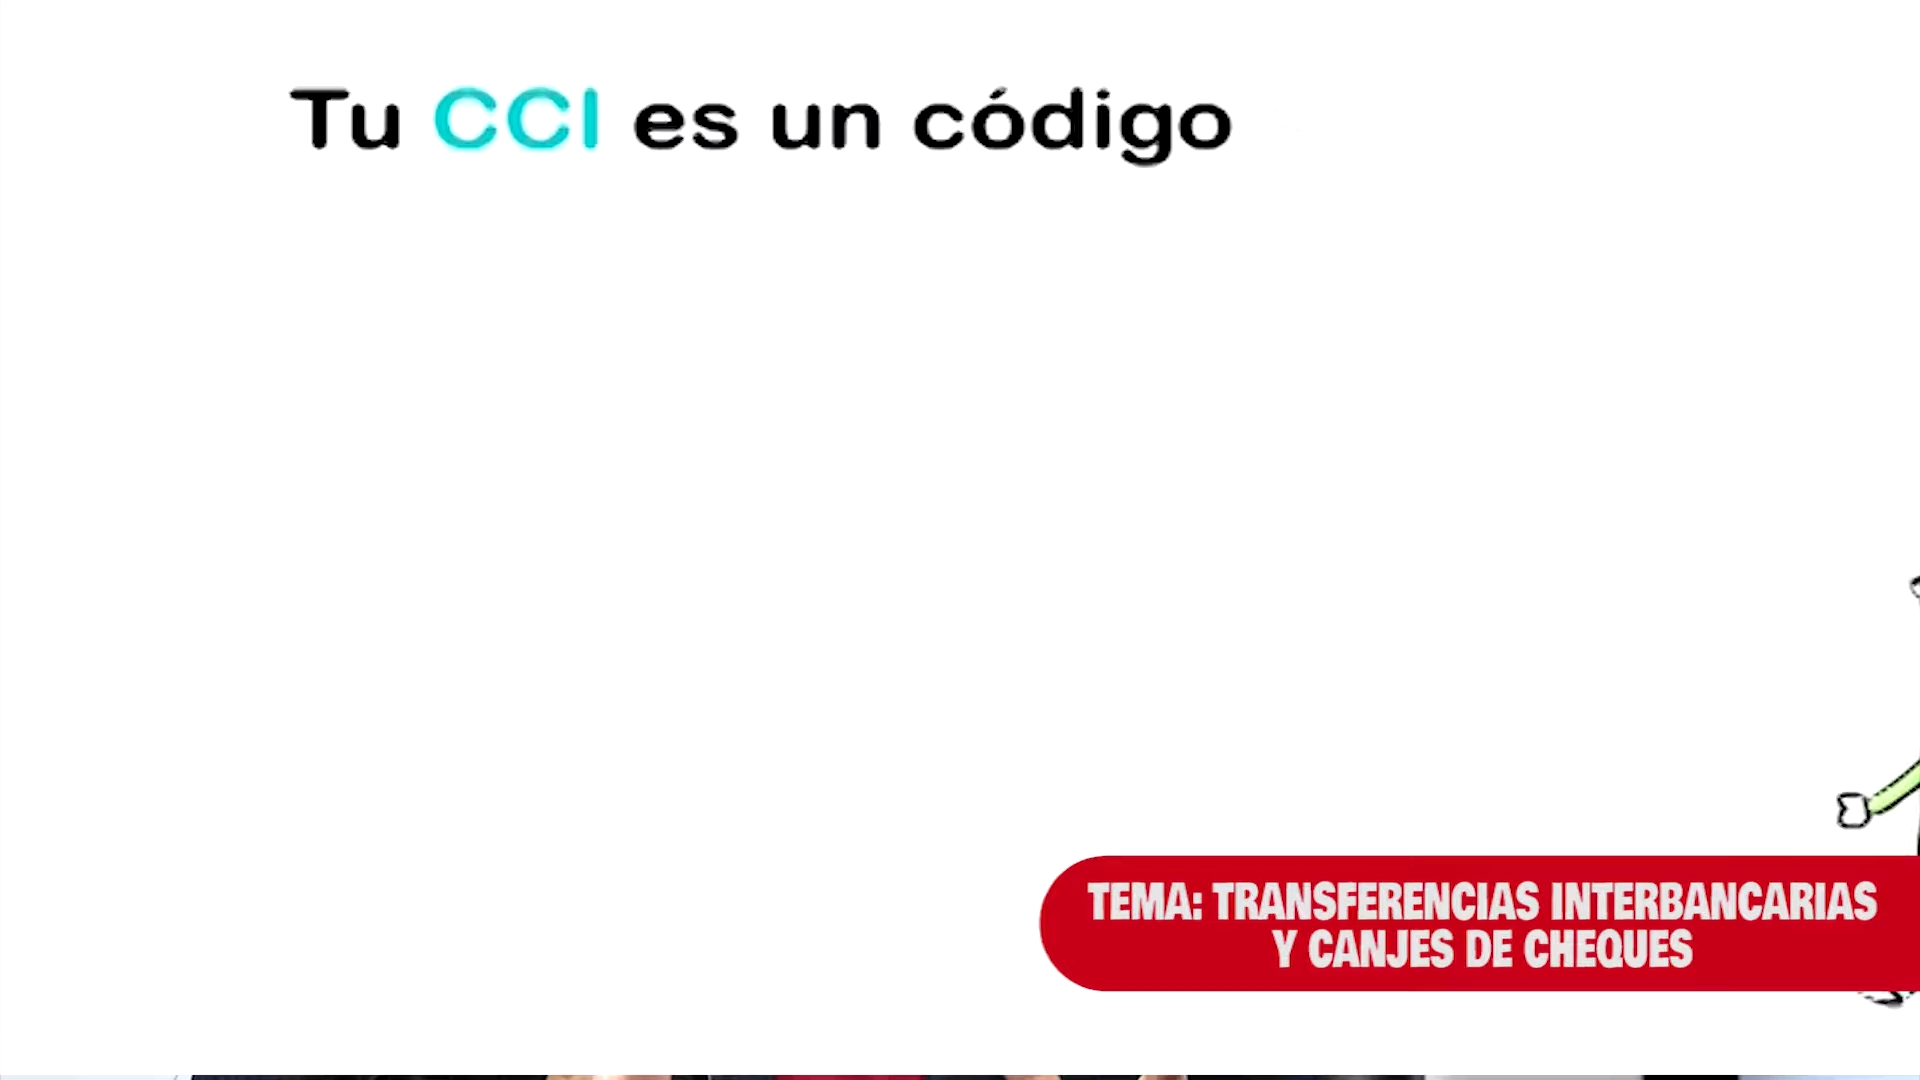 Tu CCI es un código
TEMA: TRANSFERENCIAS INTERBANCARIAS
Y CANJES DE CHEQUES